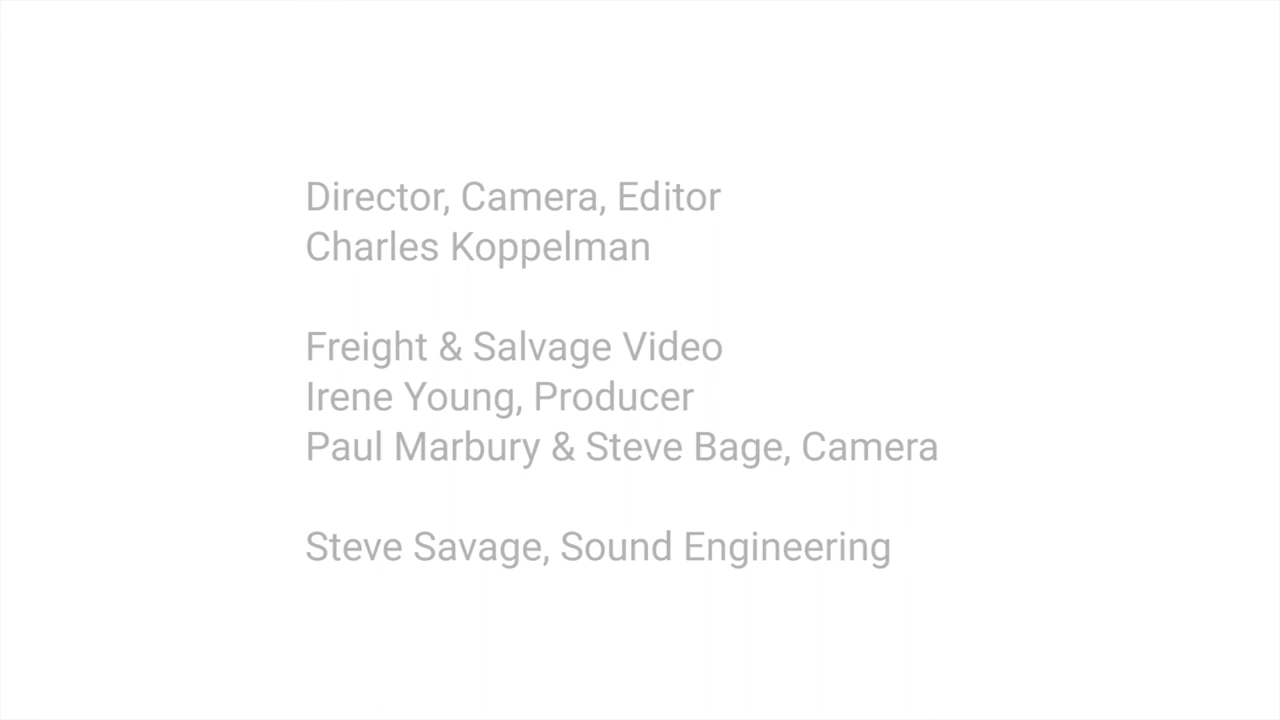 Director, Camera, Editor
Charles Koppelman
Freight & Salvage Video
Irene Young, Producer
Paul Marbury & Steve Bage, Camera
Steve Savage, Sound Engineering